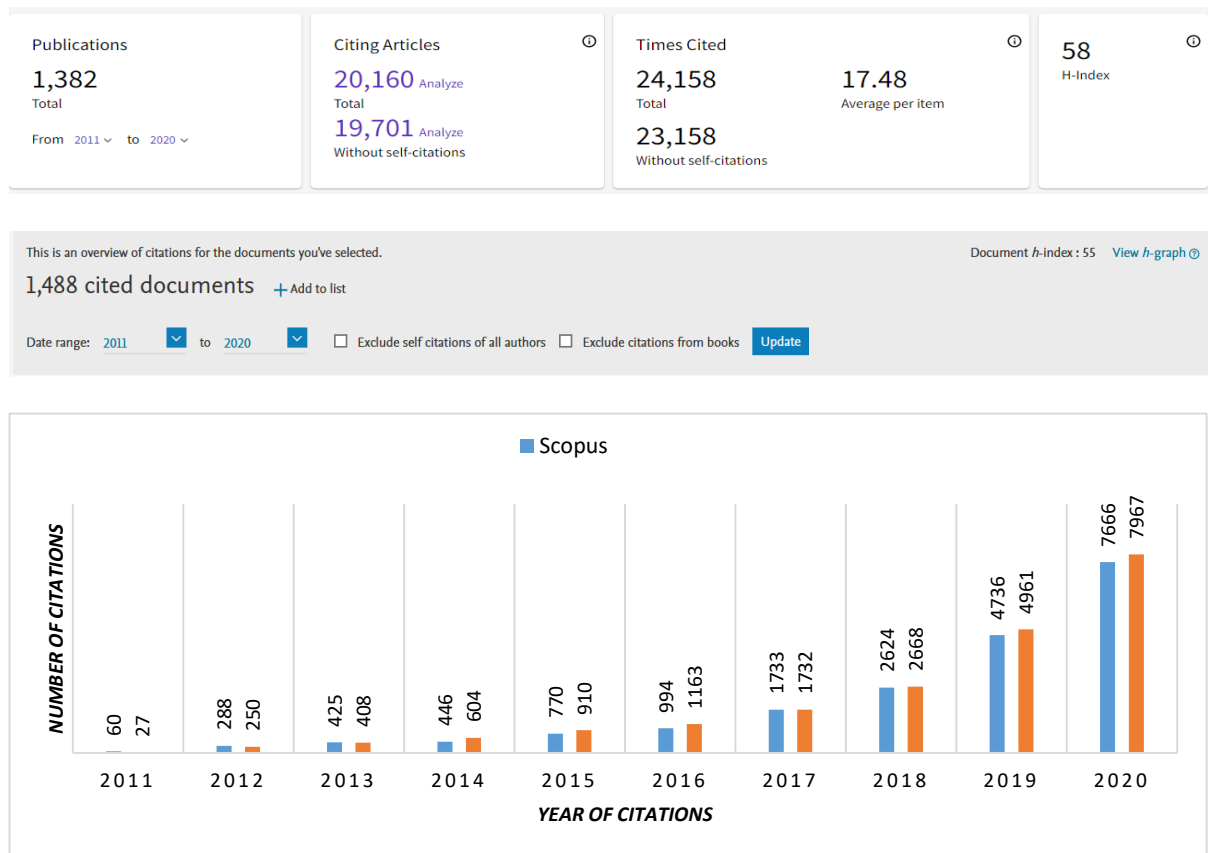 Publications
1,382
Total
From 2011 to 2020
Citing Articles
20,160 Analyze
Total
19,701 Analyze
Without self-citations
Times Cited
24,158
Total
23,158
Without self-citations
17.48
Average per item
58
H-Index
This is an overview of citations for the documents you've selected.
Document h-index : 55 View h-graph
1,488 cited documents + Add to list
Date range: 2011 to 2020 Exclude self citations of all authors Exclude citations from books Update
Scopus
NUMBER OF CITATIONS
60 27 288 250 425 408 446 604 770 910 994 1163 1733 1732 2624 2668 4736 4961 7666 7967
2011 2012 2013 2014 2015 2016 2017 2018 2019 2020
YEAR OF CITATIONS